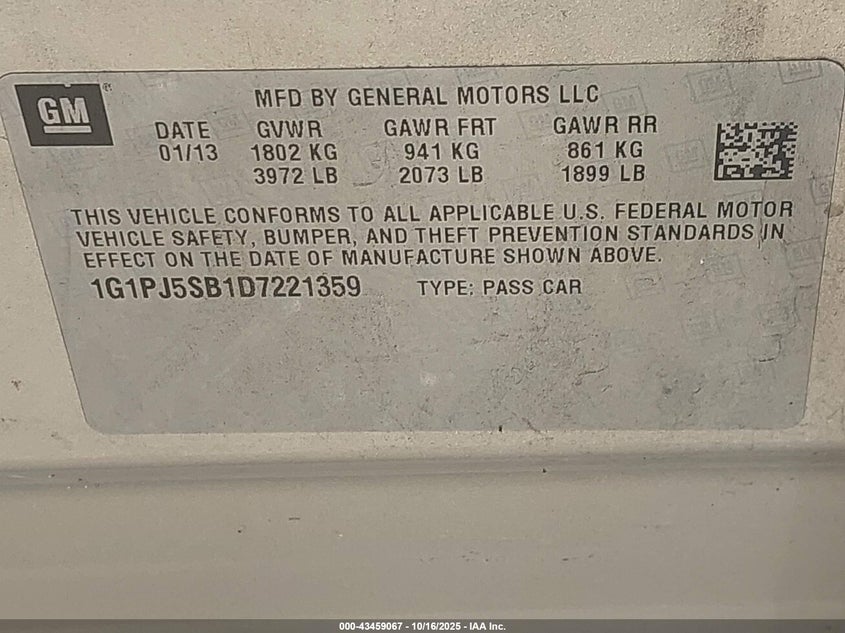 GM
MFD BY GENERAL MOTORS LLC
DATE GVWR GAWR FRT GAWR RR
01/13 1802 KG 941 KG 861 KG
3972 LB 2073 LB 1899 LB
THIS VEHICLE CONFORMS TO ALL APPLICABLE U.S. FEDERAL MOTOR
VEHICLE SAFETY, BUMPER, AND THEFT PREVENTION STANDARDS IN
EFFECT ON THE DATE OF MANUFACTURE SHOWN ABOVE.
1G1PJ5SB1D7221359 TYPE: PASS CAR
000-43459067 - 10/16/2025 - IAA Inc.